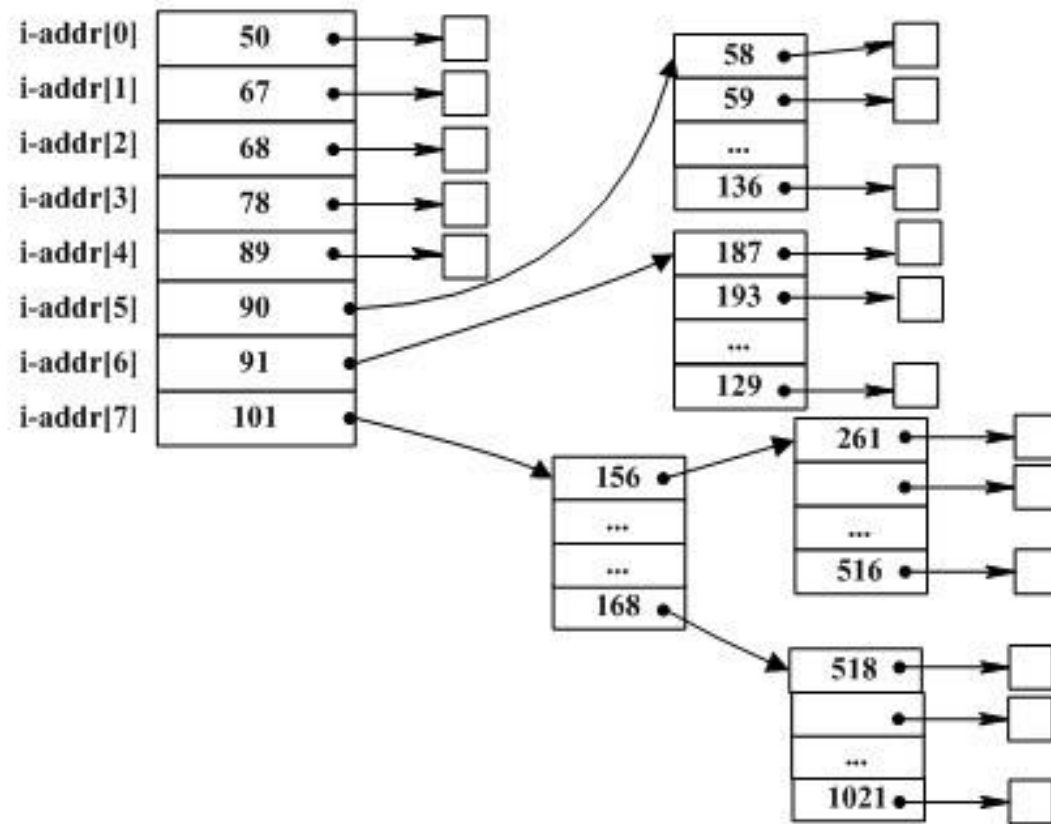 i-addr[0] 50
i-addr[1] 67
i-addr[2] 68
i-addr[3] 78
i-addr[4] 89
i-addr[5] 90
i-addr[6] 91
i-addr[7] 101
58
59
...
136
187
193
...
129
156
...
...
168
261
...
516
518
...
1021